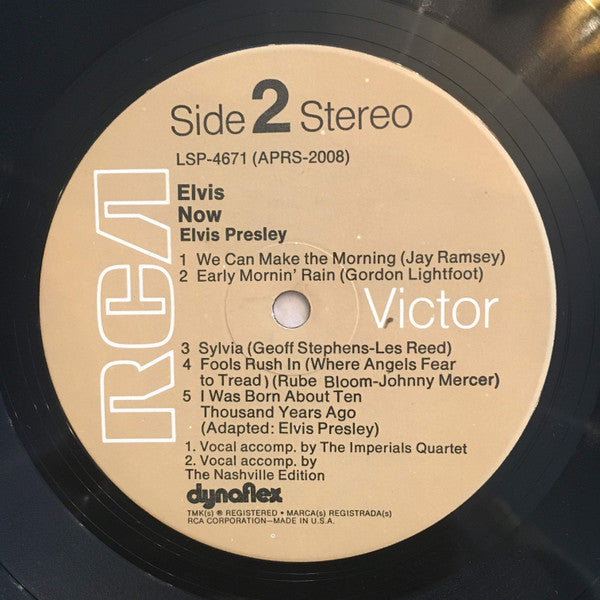 Side 2 Stereo
LSP-4671 (APRS-2008)
Elvis
Now
Elvis Presley
1 We Can Make the Morning (Jay Ramsey)
2 Early Mornin' Rain (Gordon Lightfoot)
RCA
Victor
3 Sylvia (Geoff Stephens-Les Reed)
4 Fools Rush In (Where Angels Fear
to Tread) (Rube Bloom-Johnny Mercer)
5 I Was Born About Ten
Thousand Years Ago
(Adapted: Elvis Presley)
1. Vocal accomp. by The Imperials Quartet
2. Vocal accomp. by
The Nashville Edition
dynaflex
TMK(s) ® REGISTERED • MARCA(s) REGISTRADA(s)
RCA CORPORATION—MADE IN U.S.A.